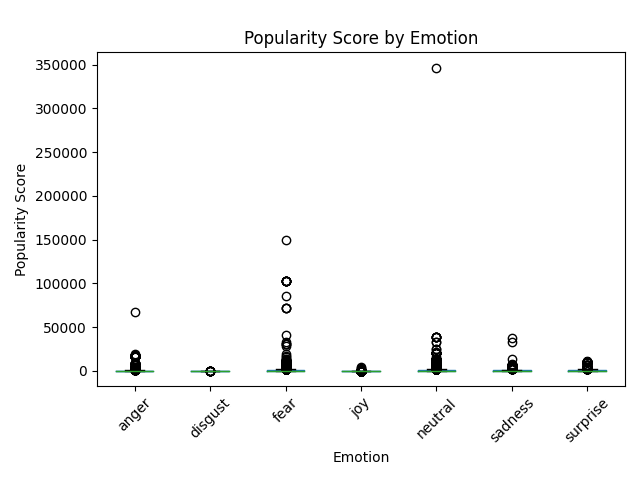 Popularity Score by Emotion
350000
300000
250000
200000
150000
100000
50000
0
Popularity Score
anger
disgust
fear
joy
neutral
sadness
surprise
Emotion